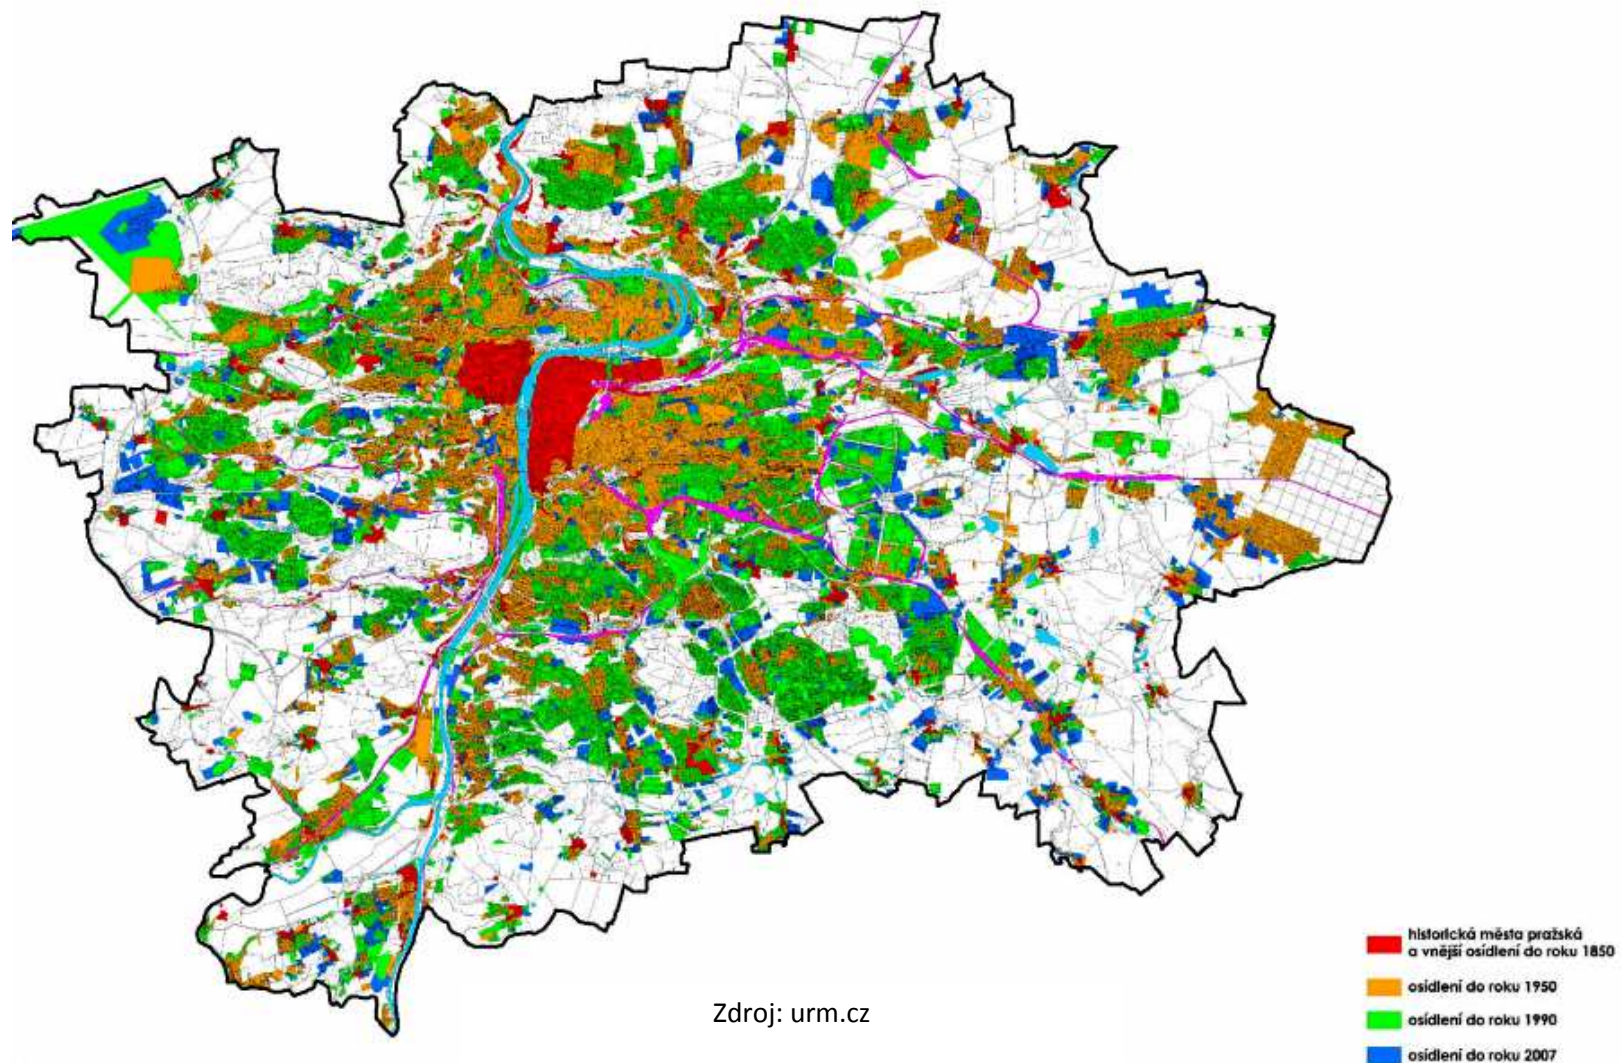 historická města pražská
a vnější osídlení do roku 1850
osídlení do roku 1950
osídlení do roku 1990
osídlení do roku 2007
Zdroj: urm.cz